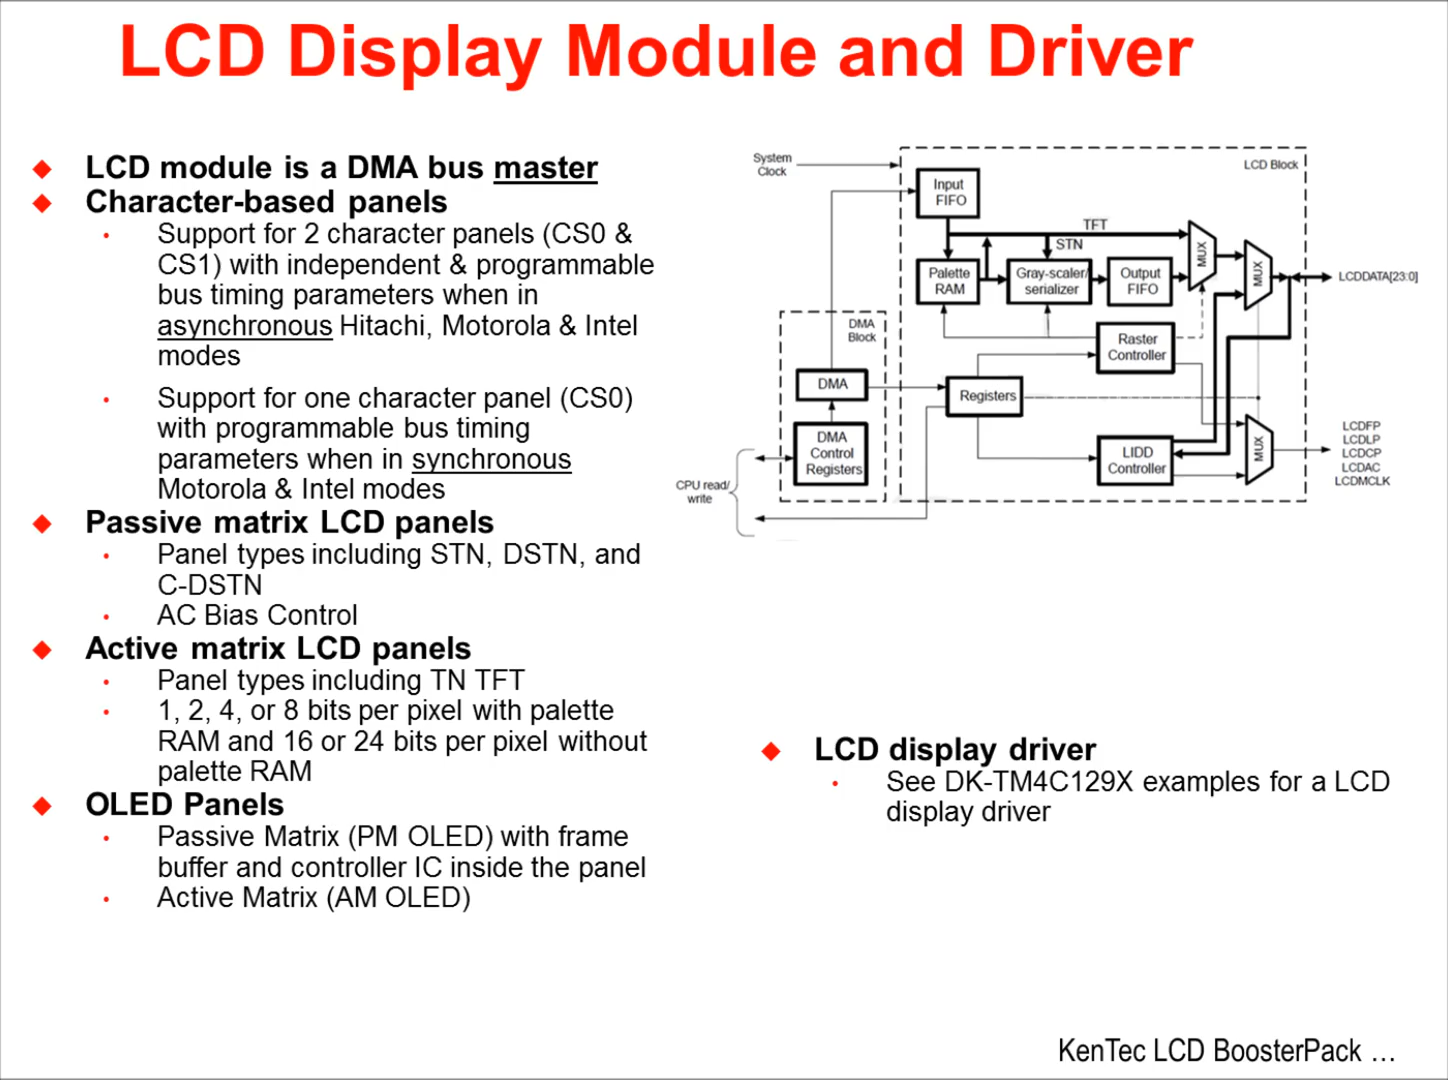 LCD Display Module and Driver
LCD module is a DMA bus master
Character-based panels
Support for 2 character panels (CS0 &
CS1) with independent & programmable
bus timing parameters when in
asynchronous Hitachi, Motorola & Intel
modes
Support for one character panel (CS0)
with programmable bus timing
parameters when in synchronous
Motorola & Intel modes
Passive matrix LCD panels
Panel types including STN, DSTN, and
C-DSTN
AC Bias Control
Active matrix LCD panels
Panel types including TN TFT
1, 2, 4, or 8 bits per pixel with palette
RAM and 16 or 24 bits per pixel without
palette RAM
OLED Panels
Passive Matrix (PM OLED) with frame
buffer and controller IC inside the panel
Active Matrix (AM OLED)
System
Clock
LCD Block
Input
FIFO
TFT
STN
MUX
MUX
Palette
RAM
Gray-scaler/
serializer
Output
FIFO
LCDDATA[23:0]
DMA
Block
Raster
Controller
DMA
Registers
DMA
Control
Registers
LIDD
Controller
MUX
LCDFP
LCDLP
LCDCP
LCDAC
LCDMCLK
CPU read/
write
LCD display driver
See DK-TM4C129X examples for a LCD
display driver
KenTec LCD BoosterPack …